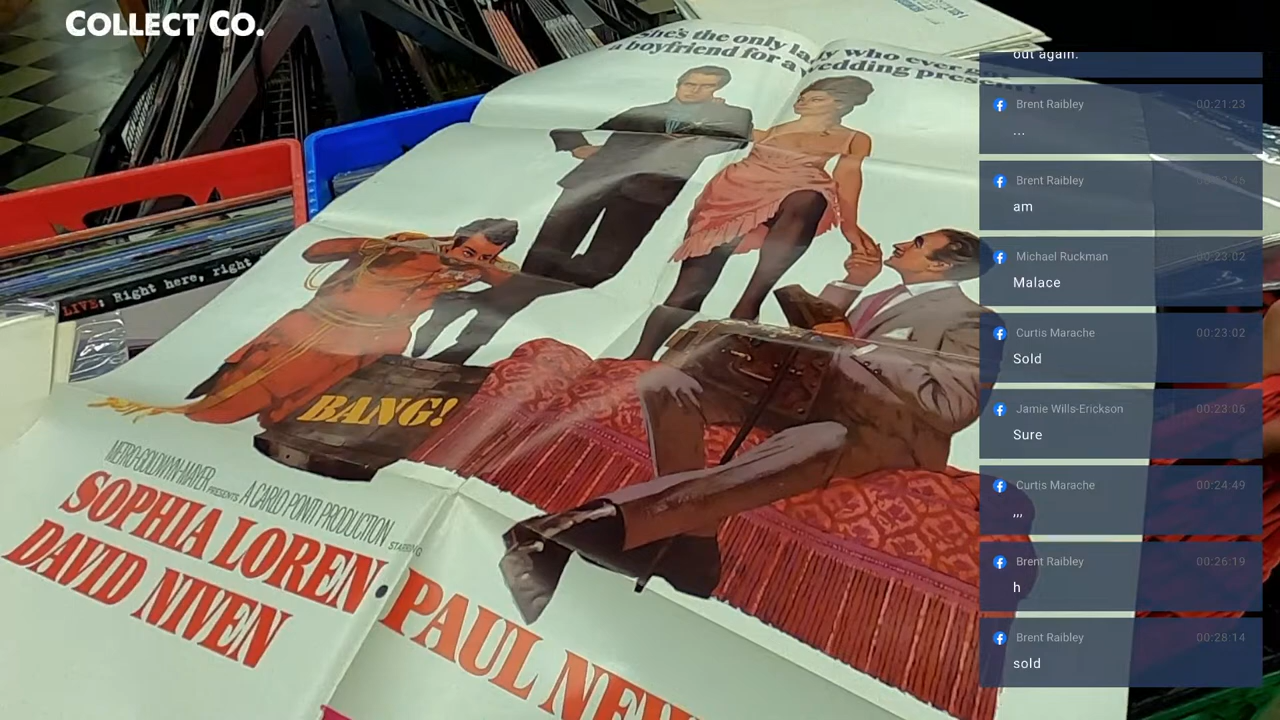 COLLECT CO.
She's the only lady who ever got
a boyfriend for a wedding present!
LIVE: Right here, right
BANG!
METRO-GOLDWYN-MAYER PRESENTS A CARLO PONTI PRODUCTION STARRING
SOPHIA LOREN • PAUL NEW
DAVID NIVEN
out again.
Brent Raibley 00:21:23
...
Brent Raibley
am
Michael Ruckman 00:23:02
Malace
Curtis Marache 00:23:02
Sold
Jamie Wills-Erickson 00:23:06
Sure
Curtis Marache 00:24:49
,,,
Brent Raibley 00:26:19
h
Brent Raibley 00:28:14
sold